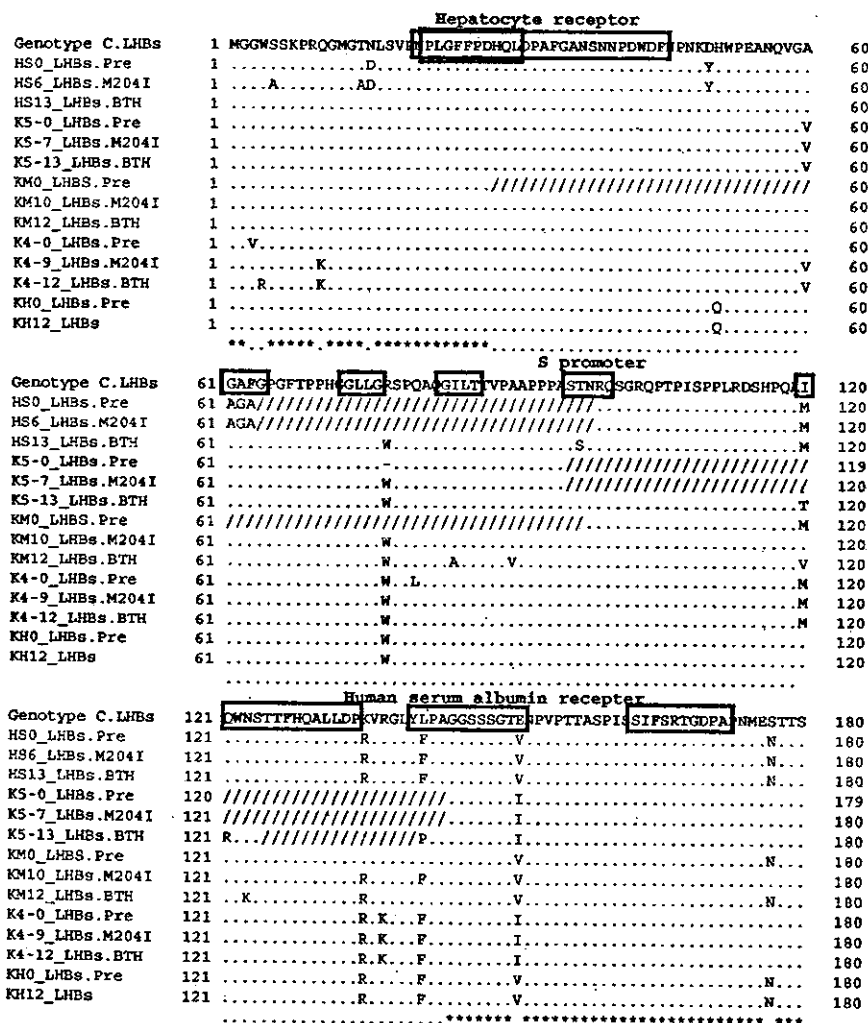 Hepatocyte receptor
Genotype C.LHBs 1 MGGWSSKPRQGMGTNLSVPNPLGFFPDHQLDPAFGANSNNPDWDFNPNKDHWPEANQVGA 60
HS0_LHBs.Pre 1 ..............D..................................Y.......... 60
HS6_LHBs.M204I 1 ....A........AD..................................Y.......... 60
HS13_LHBs.BTH 1 ............................................................ 60
K5-0_LHBs.Pre 1 ...........................................................V 60
K5-7_LHBs.M204I 1 ...........................................................V 60
K5-13_LHBs.BTH 1 ...........................................................V 60
KM0_LHBS.Pre 1 .........................../////////////////////////////////  60
KM10_LHBs.M204I 1 ............................................................ 60
KM12_LHBs.BTH 1 ............................................................ 60
K4-0_LHBs.Pre 1 ..V......................................................... 60
K4-9_LHBs.M204I 1 .........K.................................................V 60
K4-12_LHBs.BTH 1 ...R.....K.................................................V 60
KH0_LHBs.Pre 1 ..................................................Q......... 60
KH12_LHBs 1 ..................................................Q......... 60
**...****.***..************.................................
S promoter
Genotype C.LHBs 61 GAFGPGFTPPHGGLLGRSPQAQGILTTVPAAPPPASTNRQSGRQPTPISPPLRDSHPQAI 120
HS0_LHBs.Pre 61 AGA///////////////////////////////////.....................M 120
HS6_LHBs.M204I 61 AGA///////////////////////////////////.....................M 120
HS13_LHBs.BTH 61 ................W...................S......................M 120
K5-0_LHBs.Pre 61 ................-..................///////////////////////// 119
K5-7_LHBs.M204I 61 ................W..................///////////////////////// 120
K5-13_LHBs.BTH 61 ................W..........................................T 120
KM0_LHBS.Pre 61 /////////////////////////////////////......................M 120
KM10_LHBs.M204I 61 ................W........................................... 120
KM12_LHBs.BTH 61 ................W......A.....V.............................V 120
K4-0_LHBs.Pre 61 ................W..L.......................................M 120
K4-9_LHBs.M204I 61 ................W..........................................M 120
K4-12_LHBs.BTH 61 ................W..........................................M 120
KH0_LHBs.Pre 61 ................W........................................... 120
KH12_LHBs 61 ................W........................................... 120
............................................................
Human serum albumin recepter
Genotype C.LHBs 121 QWNSTTFHQALLDPKVRGLYLPAGGSSSGTENPVPTTASPISSIFSRTGDPAPNMESTTS 180
HS0_LHBs.Pre 121 ..............R.....F.........V.........................N... 180
HS6_LHBs.M204I 121 ............................................................ 180
HS13_LHBs.BTH 121 ..............R.....F.........V.........................N... 180
K5-0_LHBs.Pre 120 ///////////////////////.......I............................. 179
K5-7_LHBs.M204I 121 ///////////////////////.......I............................. 180
K5-13_LHBs.BTH 121 R...////////////////P.........I............................. 180
KM0_LHBS.Pre 121 ..............................V.........................N... 180
KM10_LHBs.M204I 121 ..............R.....F....................................... 180
KM12_LHBs.BTH 121 ..K...........R...............V.........................N... 180
K4-0_LHBs.Pre 121 ..............R.K...F.........I............................. 180
K4-9_LHBs.M204I 121 ..............R.K...F.........I............................. 180
K4-12_LHBs.BTH 121 ..............R.K...F.........I............................. 180
KH0_LHBs.Pre 121 ..............R.....F.........V.........................N... 180
KH12_LHBs 121 ..............R.....F.........V.........................N... 180
.......................*******.*************************.***